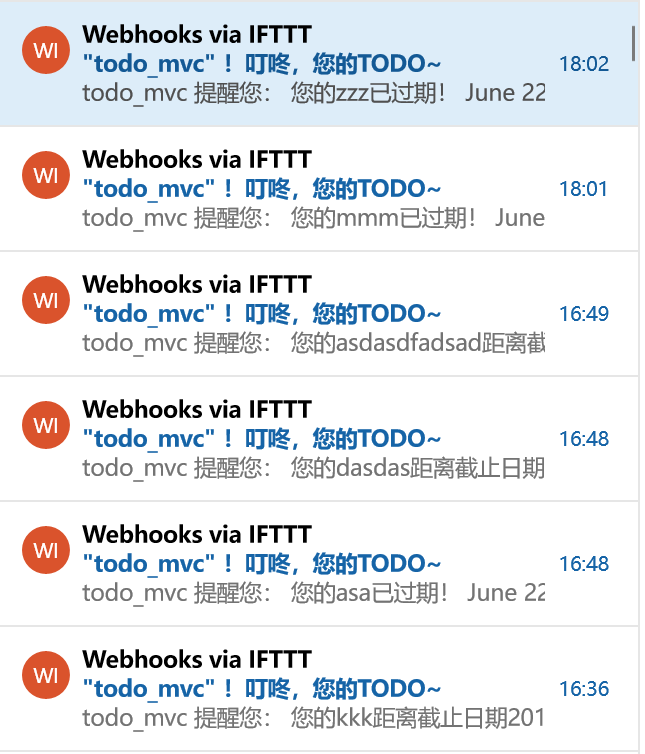 WI
Webhooks via IFTTT
"todo_mvc" ! 叮咚，您的TODO~
18:02
todo_mvc 提醒您： 您的zzz已过期！ June 22
WI
Webhooks via IFTTT
"todo_mvc" ! 叮咚，您的TODO~
18:01
todo_mvc 提醒您： 您的mmm已过期！ June
WI
Webhooks via IFTTT
"todo_mvc" ! 叮咚，您的TODO~
16:49
todo_mvc 提醒您： 您的asdasdfadsad距离截
WI
Webhooks via IFTTT
"todo_mvc" ! 叮咚，您的TODO~
16:48
todo_mvc 提醒您： 您的dasdas距离截止日期
WI
Webhooks via IFTTT
"todo_mvc" ! 叮咚，您的TODO~
16:48
todo_mvc 提醒您： 您的asa已过期！ June 22
WI
Webhooks via IFTTT
"todo_mvc" ! 叮咚，您的TODO~
16:36
todo_mvc 提醒您： 您的kkk距离截止日期201